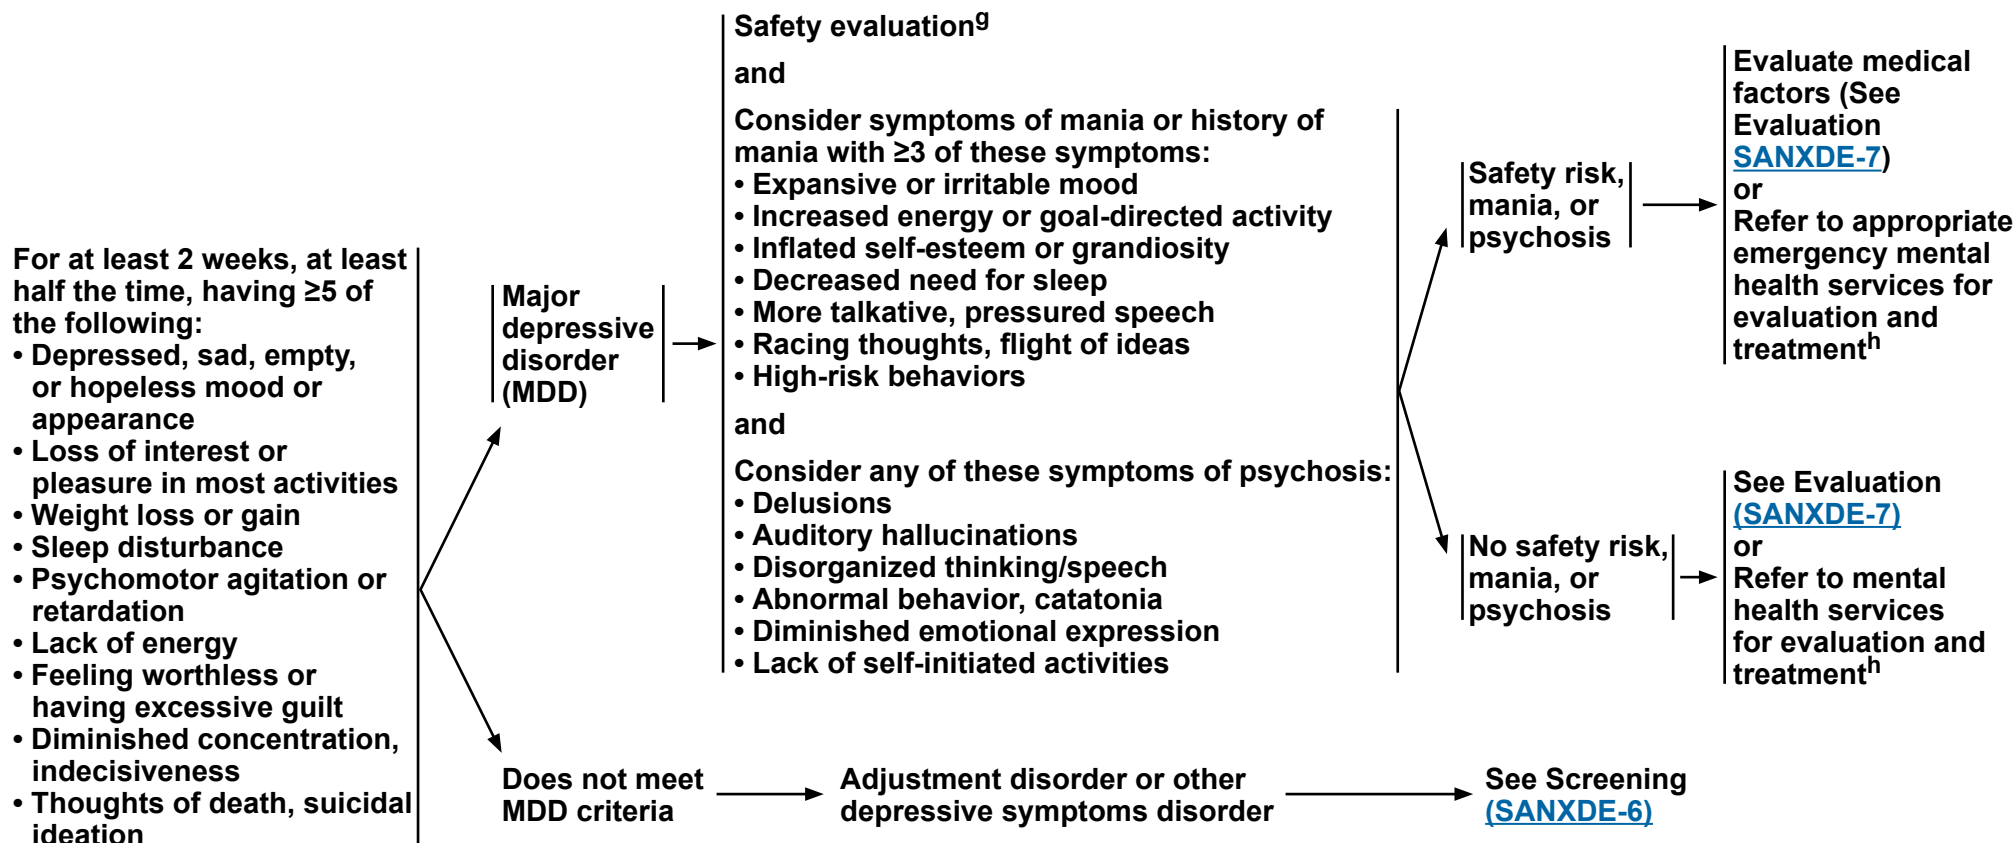 For at least 2 weeks, at least
half the time, having ≥5 of
the following:
• Depressed, sad, empty,
or hopeless mood or
appearance
• Loss of interest or
pleasure in most activities
• Weight loss or gain
• Sleep disturbance
• Psychomotor agitation or
retardation
• Lack of energy
• Feeling worthless or
having excessive guilt
• Diminished concentration,
indecisiveness
• Thoughts of death, suicidal
ideation
Major
depressive
disorder
(MDD)
Safety evaluationg
and
Consider symptoms of mania or history of
mania with ≥3 of these symptoms:
• Expansive or irritable mood
• Increased energy or goal-directed activity
• Inflated self-esteem or grandiosity
• Decreased need for sleep
• More talkative, pressured speech
• Racing thoughts, flight of ideas
• High-risk behaviors
and
Consider any of these symptoms of psychosis:
• Delusions
• Auditory hallucinations
• Disorganized thinking/speech
• Abnormal behavior, catatonia
• Diminished emotional expression
• Lack of self-initiated activities
Safety risk,
mania, or
psychosis
Evaluate medical
factors (See
Evaluation
SANXDE-7)
or
Refer to appropriate
emergency mental
health services for
evaluation and
treatmenth
No safety risk,
mania, or
psychosis
See Evaluation
(SANXDE-7)
or
Refer to mental
health services
for evaluation and
treatmenth
Does not meet
MDD criteria
Adjustment disorder or other
depressive symptoms disorder
See Screening
(SANXDE-6)